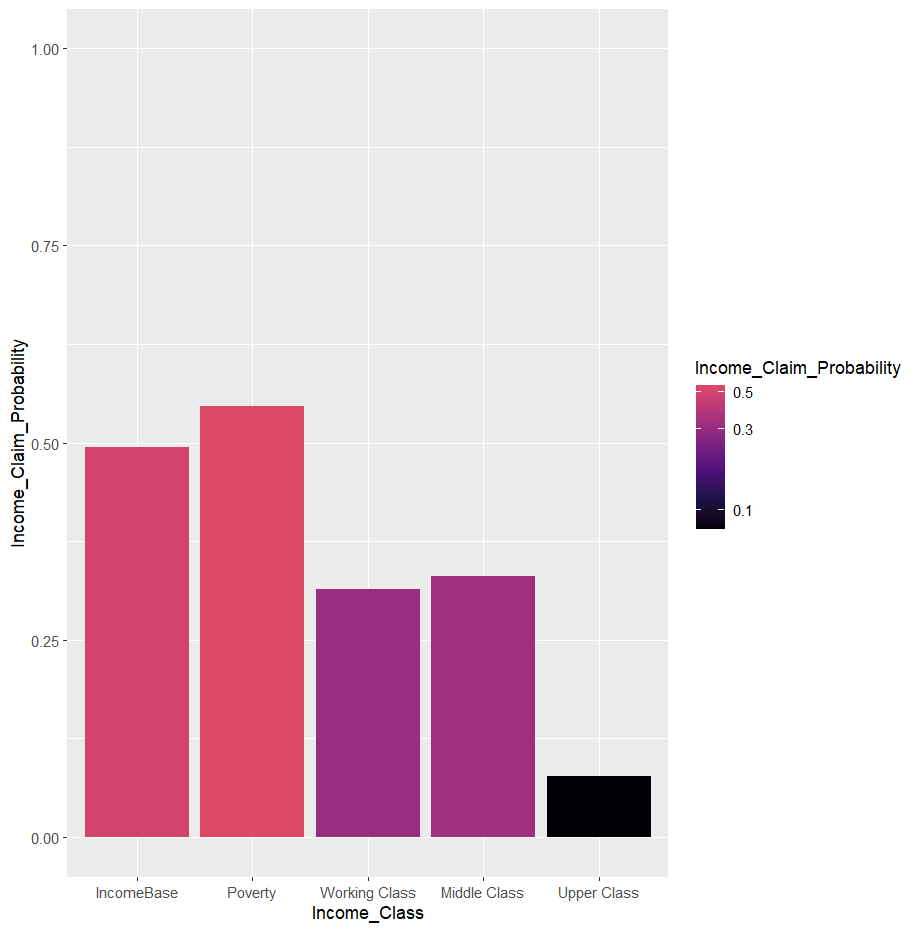 1.00
0.75
0.50
0.25
0.00
Income_Claim_Probability
IncomeBase
Poverty
Working Class
Middle Class
Upper Class
Income_Class
Income_Claim_Probability
0.5
0.3
0.1